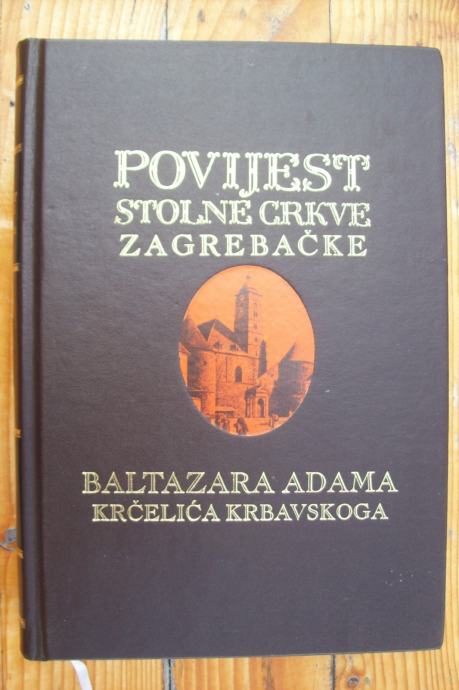 POVIJEST
STOLNE CRKVE
ZAGREBAČKE
BALTAZARA ADAMA
KRČELIĆA KRBAVSKOGA